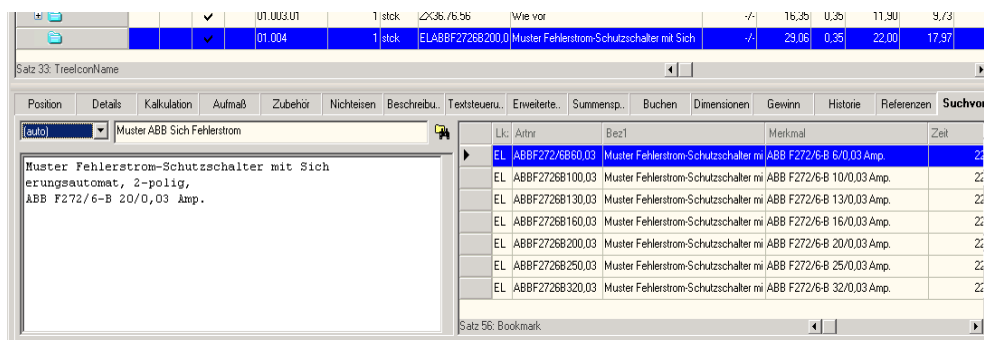 01.003.01 1 stck ZX36.76.56 Wie vor -/- 16,35 0,35 11,90 9,73
01.004 1 stck ELABBF2726B200,0 Muster Fehlerstrom-Schutzschalter mit Sich -/- 29,06 0,35 22,00 17,97
Satz 33: TreeIconName
Position Details Kalkulation Aufmaß Zubehör Nichteisen Beschreibu.. Textsteueru.. Erweiterte.. Summensp.. Buchen Dimensionen Gewinn Historie Referenzen Suchvor
(auto) Muster ABB Sich Fehlerstrom
Muster Fehlerstrom-Schutzschalter mit Sich
erungsautomat, 2-polig,
ABB F272/6-B 20/0,03 Amp.
Lk: Artnr Bez1 Merkmal Zeit
EL ABBF272/6B60,03 Muster Fehlerstrom-Schutzschalter mi ABB F272/6-B 6/0,03 Amp. 22
EL ABBF2726B100,03 Muster Fehlerstrom-Schutzschalter mi ABB F272/6-B 10/0,03 Amp. 22
EL ABBF2726B130,03 Muster Fehlerstrom-Schutzschalter mi ABB F272/6-B 13/0,03 Amp. 22
EL ABBF2726B160,03 Muster Fehlerstrom-Schutzschalter mi ABB F272/6-B 16/0,03 Amp. 22
EL ABBF2726B200,03 Muster Fehlerstrom-Schutzschalter mi ABB F272/6-B 20/0,03 Amp. 22
EL ABBF2726B250,03 Muster Fehlerstrom-Schutzschalter mi ABB F272/6-B 25/0,03 Amp. 22
EL ABBF2726B320,03 Muster Fehlerstrom-Schutzschalter mi ABB F272/6-B 32/0,03 Amp. 22
Satz 56: Bookmark